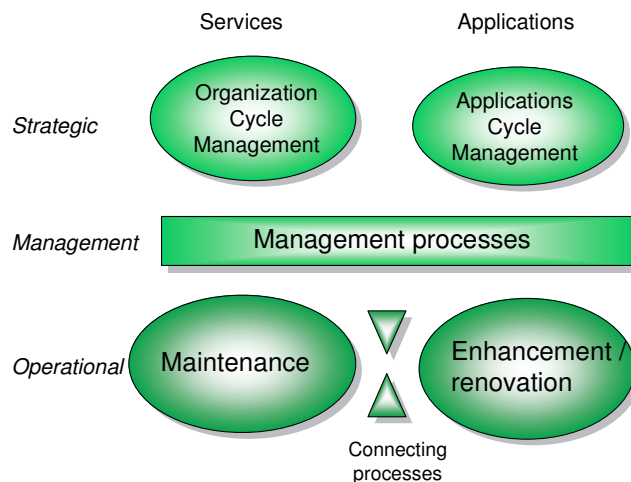 Services
Applications
Strategic
Organization
Cycle
Management
Applications
Cycle
Management
Management
Management processes
Operational
Maintenance
Enhancement /
renovation
Connecting
processes